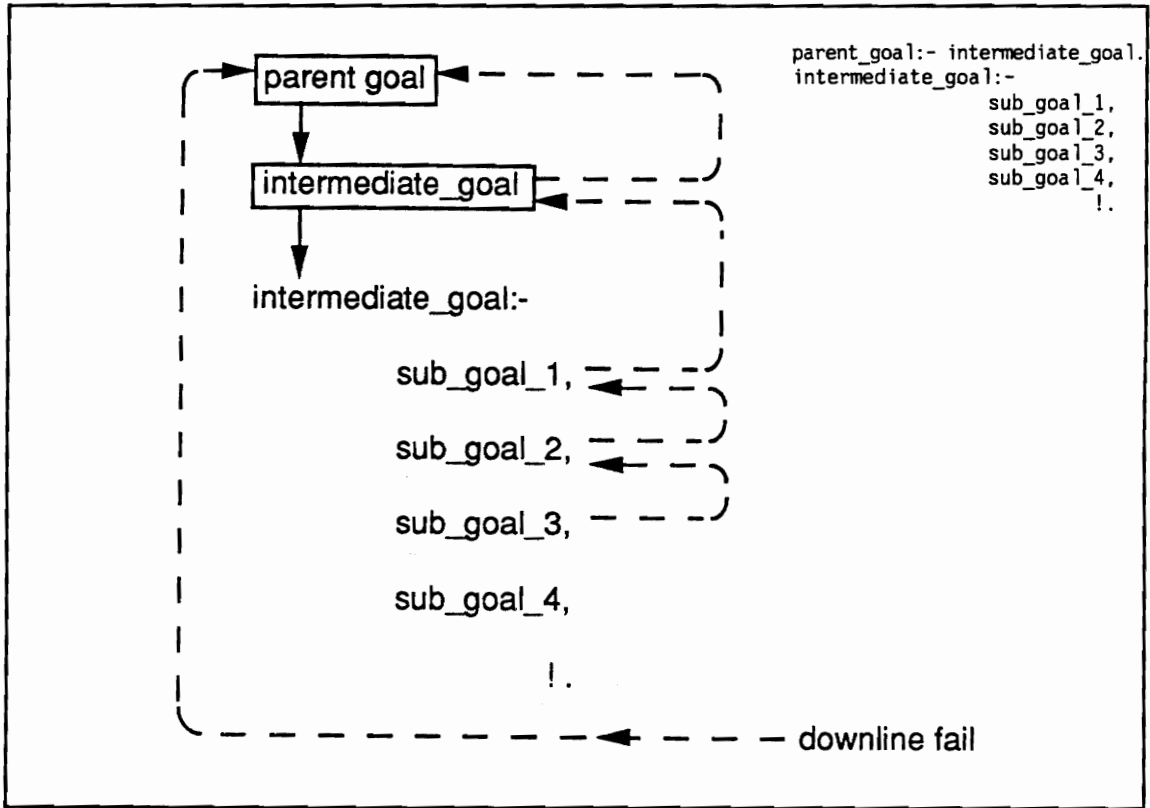 parent_goal:- intermediate_goal.
intermediate_goal:-
sub_goal_1,
sub_goal_2,
sub_goal_3,
sub_goal_4,
!.
parent goal
intermediate_goal
intermediate_goal:-
sub_goal_1,
sub_goal_2,
sub_goal_3,
sub_goal_4,
!.
downline fail